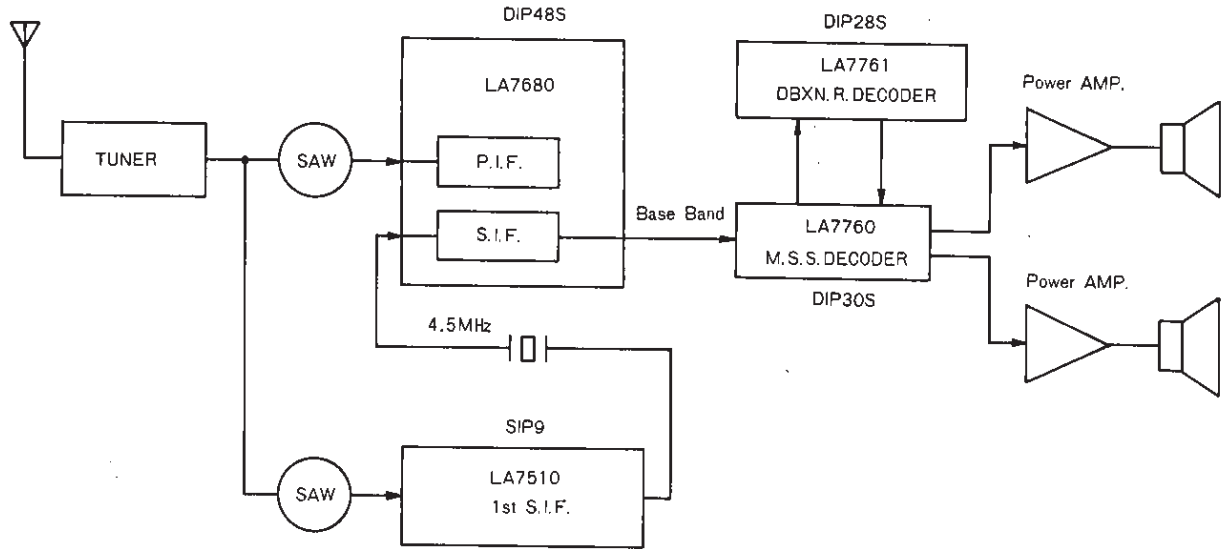 DIP48S
DIP28S
LA7680
LA7761
DBXN.R.DECODER
Power AMP.
TUNER
SAW
P.I.F.
S.I.F.
Base Band
LA7760
M.S.S.DECODER
DIP30S
Power AMP.
4.5MHz
SIP9
SAW
LA7510
1st S.I.F.